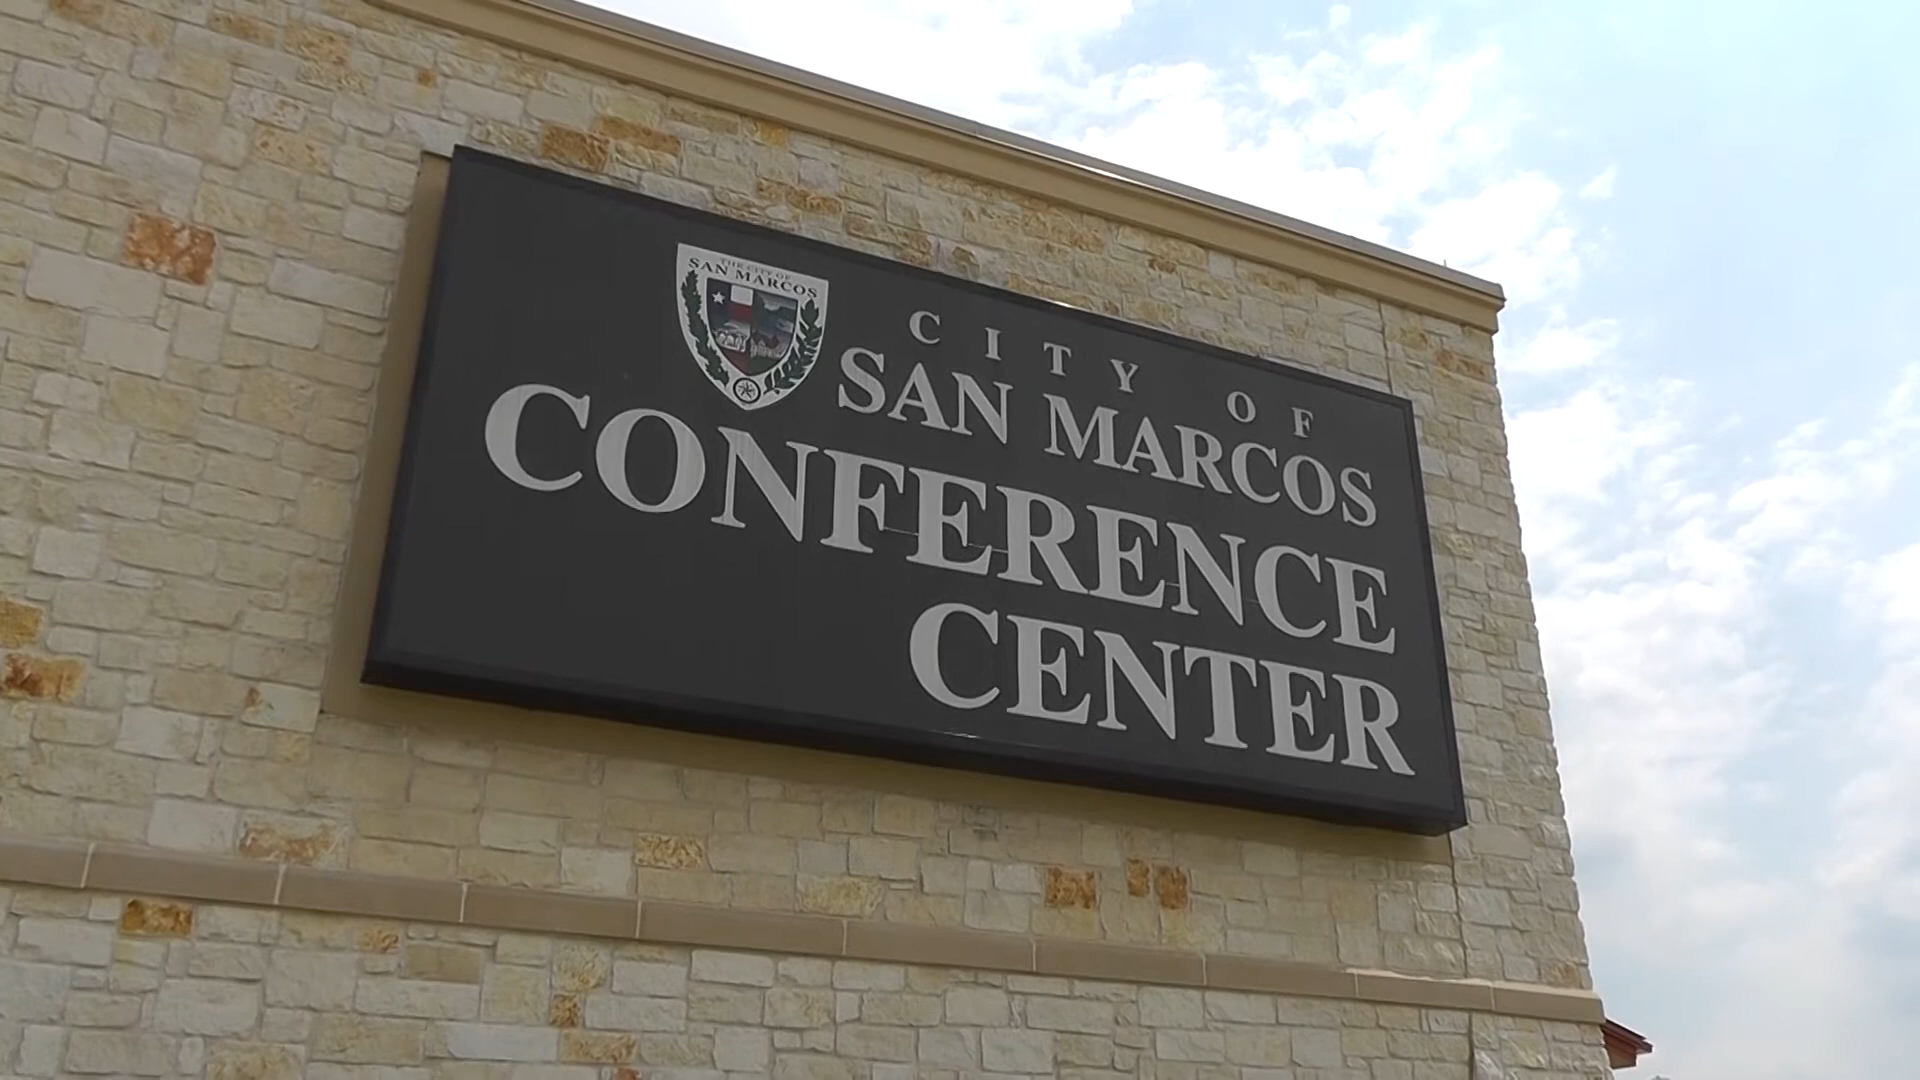 THE CITY OF
SAN MARCOS
CITY OF
SAN MARCOS
CONFERENCE
CENTER